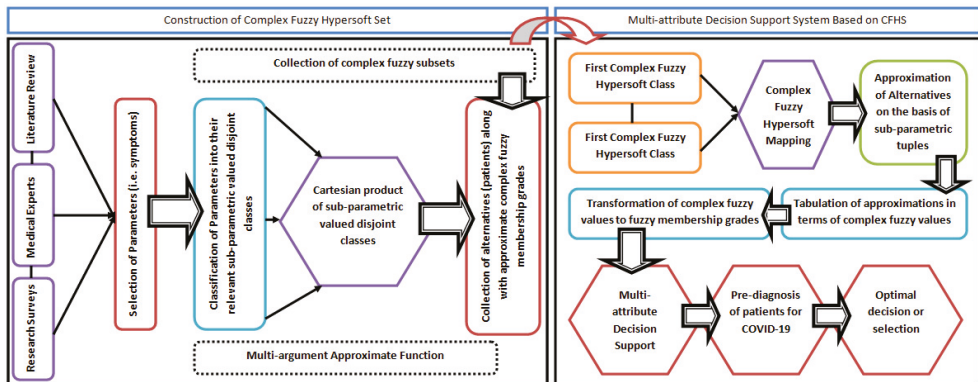 Construction of Complex Fuzzy Hypersoft Set
Literature Review
Medical Experts
Research Surveys
Selection of Parameters (i.e. symptoms)
Classification of Parameters into their
relevant sub-parametric valued disjoint
classes
Collection of complex fuzzy subsets
Cartesian product
of sub-parametric
valued disjoint
classes
Multi-argument Approximate Function
Collection of alternatives (patients) along
with approximate complex fuzzy
membership grades
Multi-attribute Decision Support System Based on CFHS
First Complex Fuzzy
Hypersoft Class
First Complex Fuzzy
Hypersoft Class
Complex
Fuzzy
Hypersoft
Mapping
Approximation
of Alternatives
on the basis of
sub-parametric
tuples
Transformation of complex fuzzy
values to fuzzy membership grades
Tabulation of approximations in
terms of complex fuzzy values
Multi-
attribute
Decision
Support
Pre-diagnosis
of patients for
COVID-19
Optimal
decision or
selection